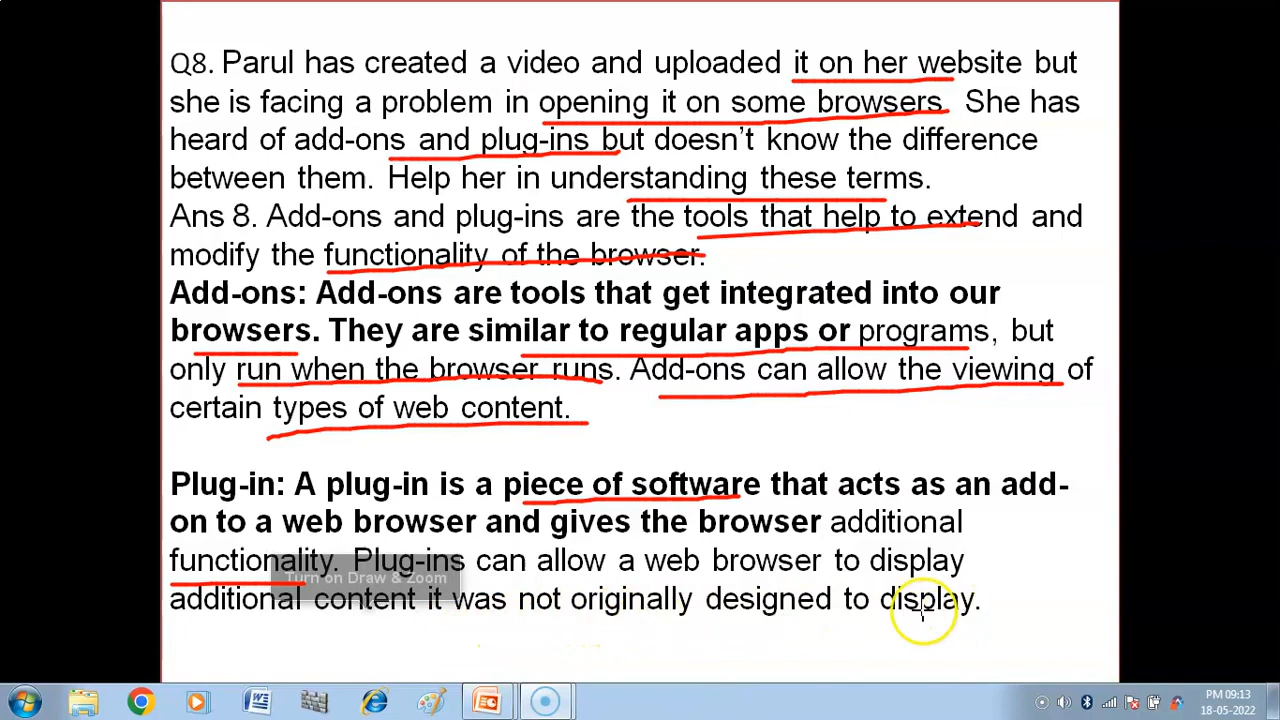 Q8. Parul has created a video and uploaded it on her website but
she is facing a problem in opening it on some browsers. She has
heard of add-ons and plug-ins but doesn't know the difference
between them. Help her in understanding these terms.
Ans 8. Add-ons and plug-ins are the tools that help to extend and
modify the functionality of the browser.
Add-ons: Add-ons are tools that get integrated into our
browsers. They are similar to regular apps or programs, but
only run when the browser runs. Add-ons can allow the viewing of
certain types of web content.
Plug-in: A plug-in is a piece of software that acts as an add-
on to a web browser and gives the browser additional
functionality. Plug-ins can allow a web browser to display
Turn on Draw & Zoom
additional content it was not originally designed to display.
PM 09:13
18-05-2022